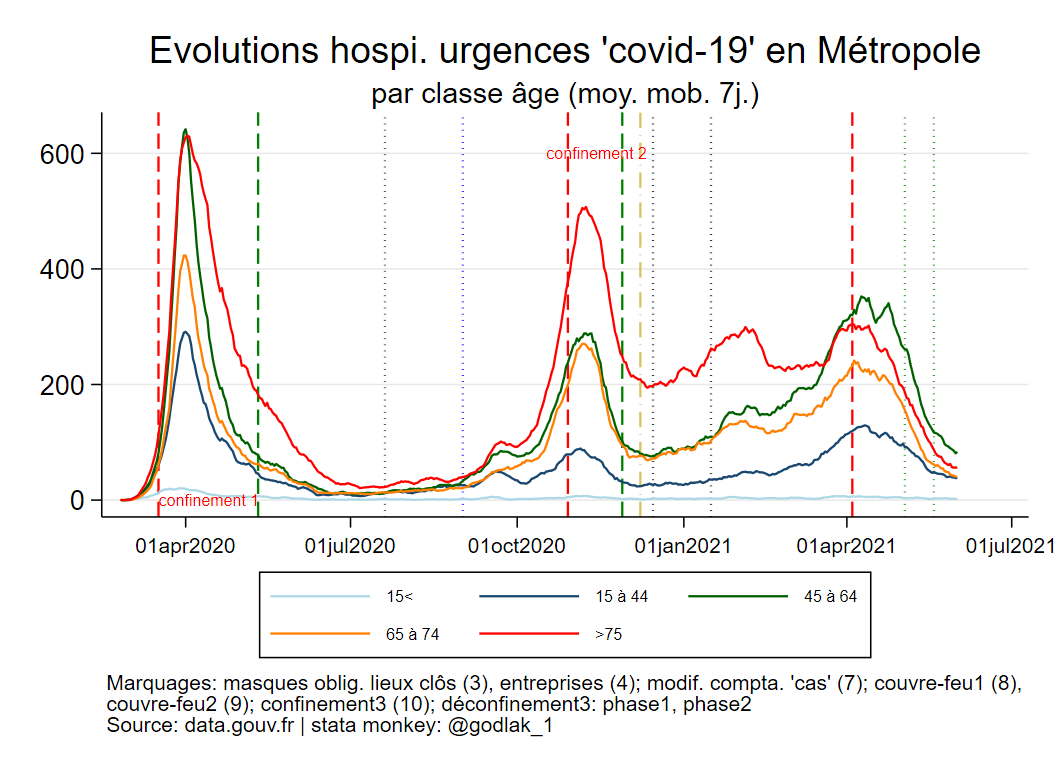 Evolutions hospi. urgences 'covid-19' en Métropole
par classe âge (moy. mob. 7j.)
600
confinement 2
400
200
0
confinement 1
01apr2020 01jul2020 01oct2020 01jan2021 01apr2021 01jul2021
15< 15 à 44 45 à 64
65 à 74 >75
Marquages: masques oblig. lieux clôs (3), entreprises (4); modif. compta. 'cas' (7); couvre-feu1 (8),
couvre-feu2 (9); confinement3 (10); déconfinement3: phase1, phase2
Source: data.gouv.fr | stata monkey: @godlak_1